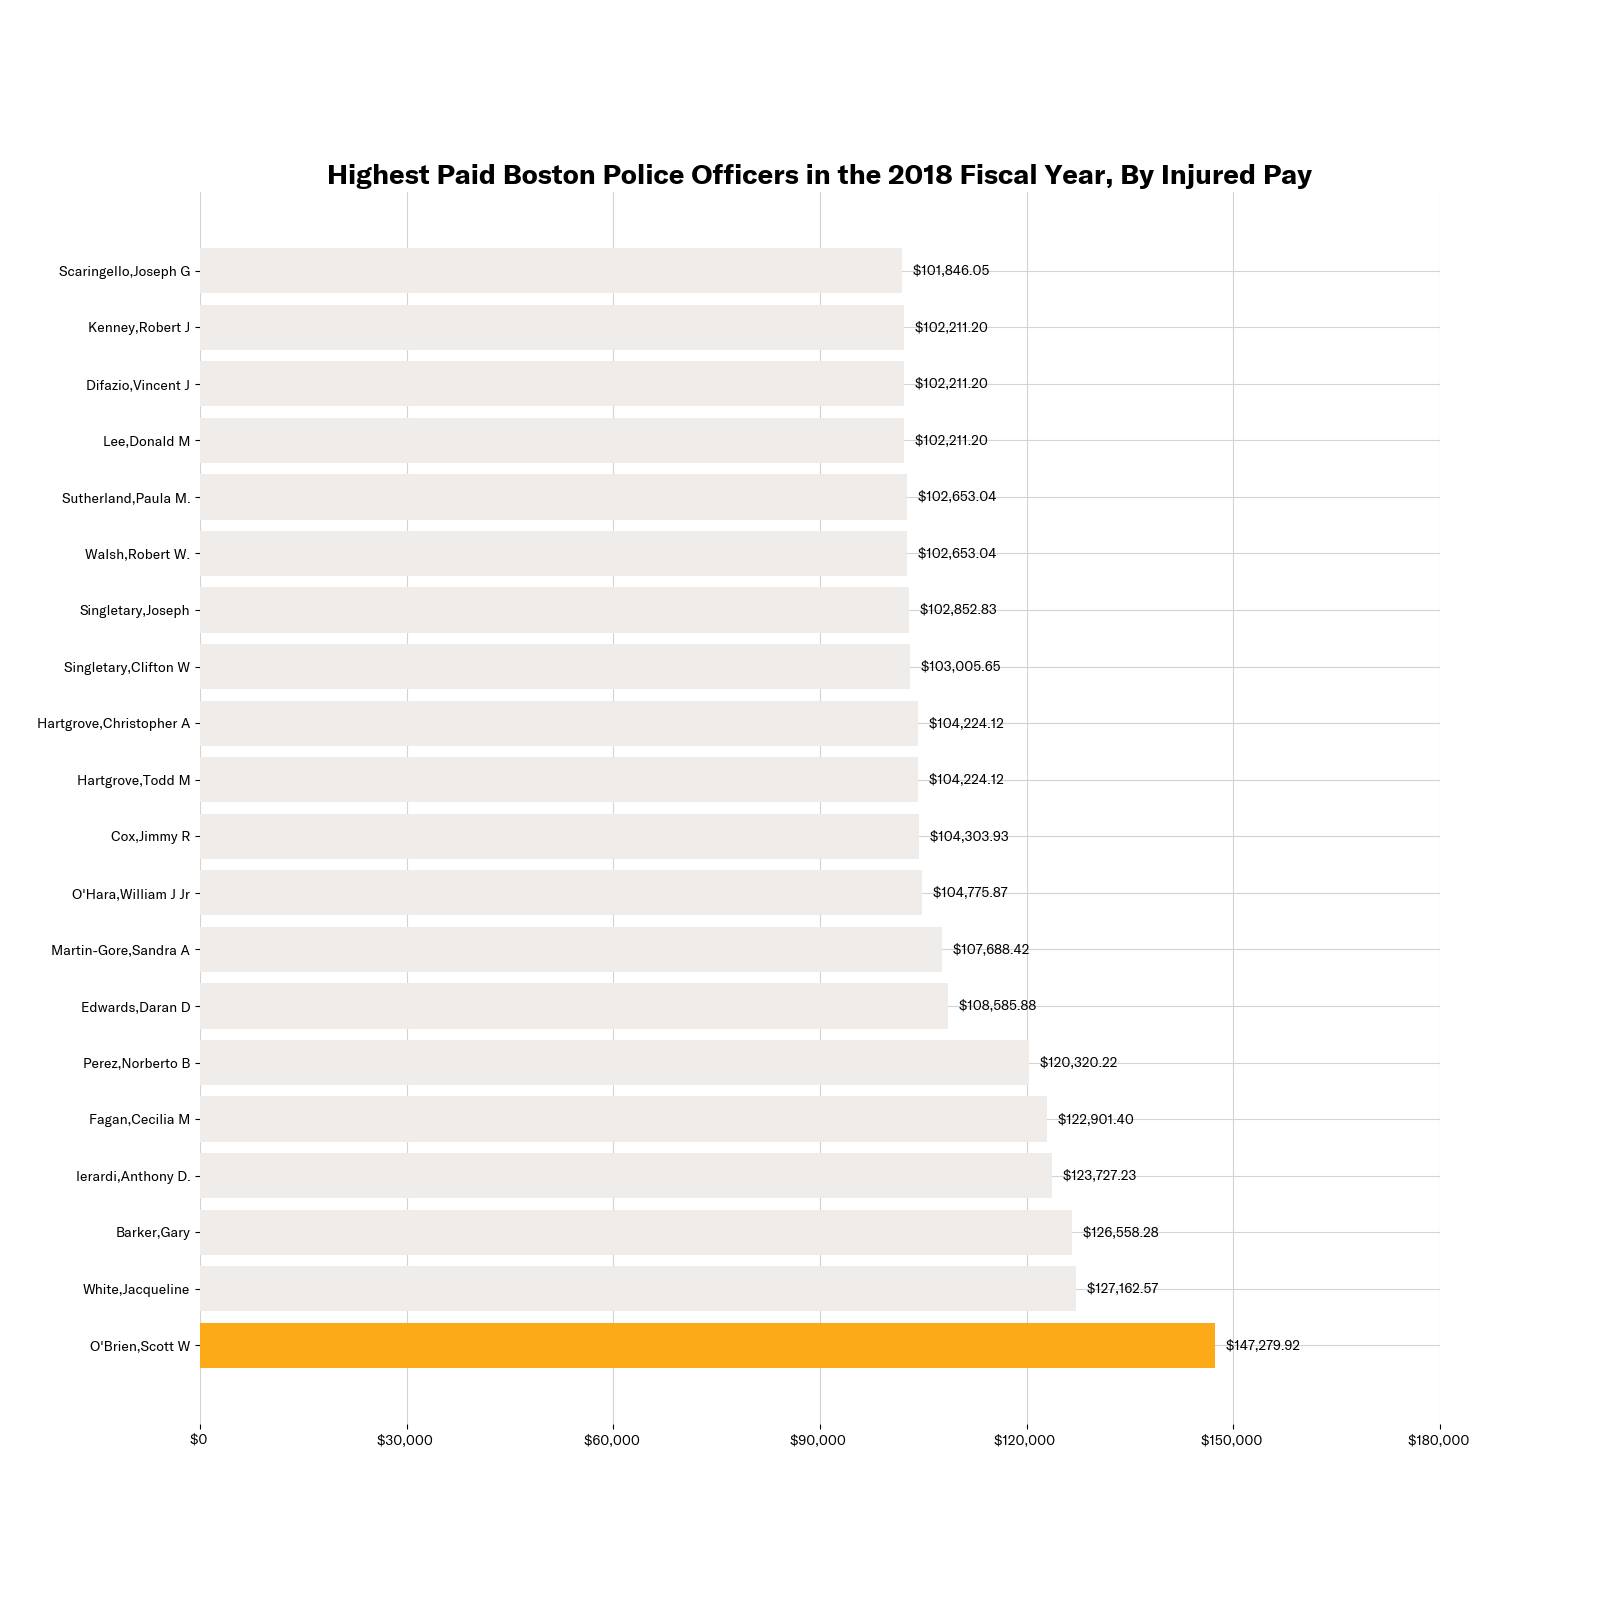 Highest Paid Boston Police Officers in the 2018 Fiscal Year, By Injured Pay
Scaringello,Joseph G $101,846.05
Kenney,Robert J $102,211.20
Difazio,Vincent J $102,211.20
Lee,Donald M $102,211.20
Sutherland,Paula M. $102,653.04
Walsh,Robert W. $102,653.04
Singletary,Joseph $102,852.83
Singletary,Clifton W $103,005.65
Hartgrove,Christopher A $104,224.12
Hartgrove,Todd M $104,224.12
Cox,Jimmy R $104,303.93
O'Hara,William J Jr $104,775.87
Martin-Gore,Sandra A $107,688.42
Edwards,Daran D $108,585.88
Perez,Norberto B $120,320.22
Fagan,Cecilia M $122,901.40
Ierardi,Anthony D. $123,727.23
Barker,Gary $126,558.28
White,Jacqueline $127,162.57
O'Brien,Scott W $147,279.92
$0 $30,000 $60,000 $90,000 $120,000 $150,000 $180,000